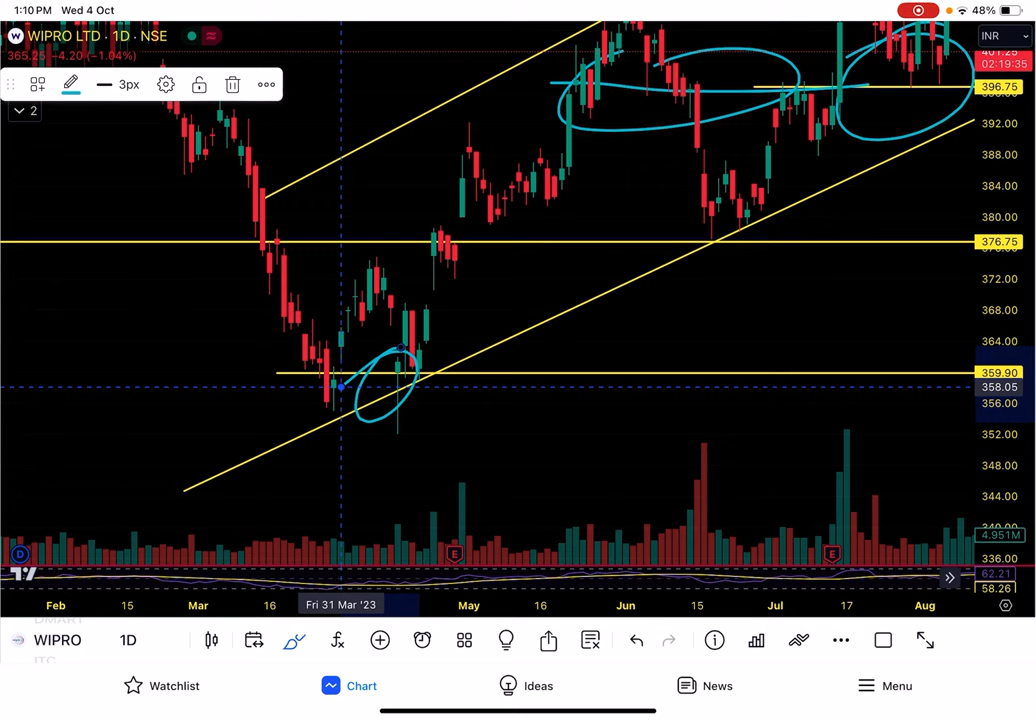 1:10 PM Wed 4 Oct 48%
W WIPRO LTD · 1D · NSE INR
365.25 −4.20 (−1.04%) 401.25
02:19:35
3px
396.75
2
392.00
388.00
384.00
380.00
376.75
372.00
368.00
364.00
359.90
358.05
356.00
352.00
348.00
344.00
340.00
4.951M
D E E 336.00
62.21
58.26
Feb 15 Mar 16 Fri 31 Mar '23 May 16 Jun 15 Jul 17 Aug
DMART
WIPRO 1D
ITC
Watchlist Chart Ideas News Menu